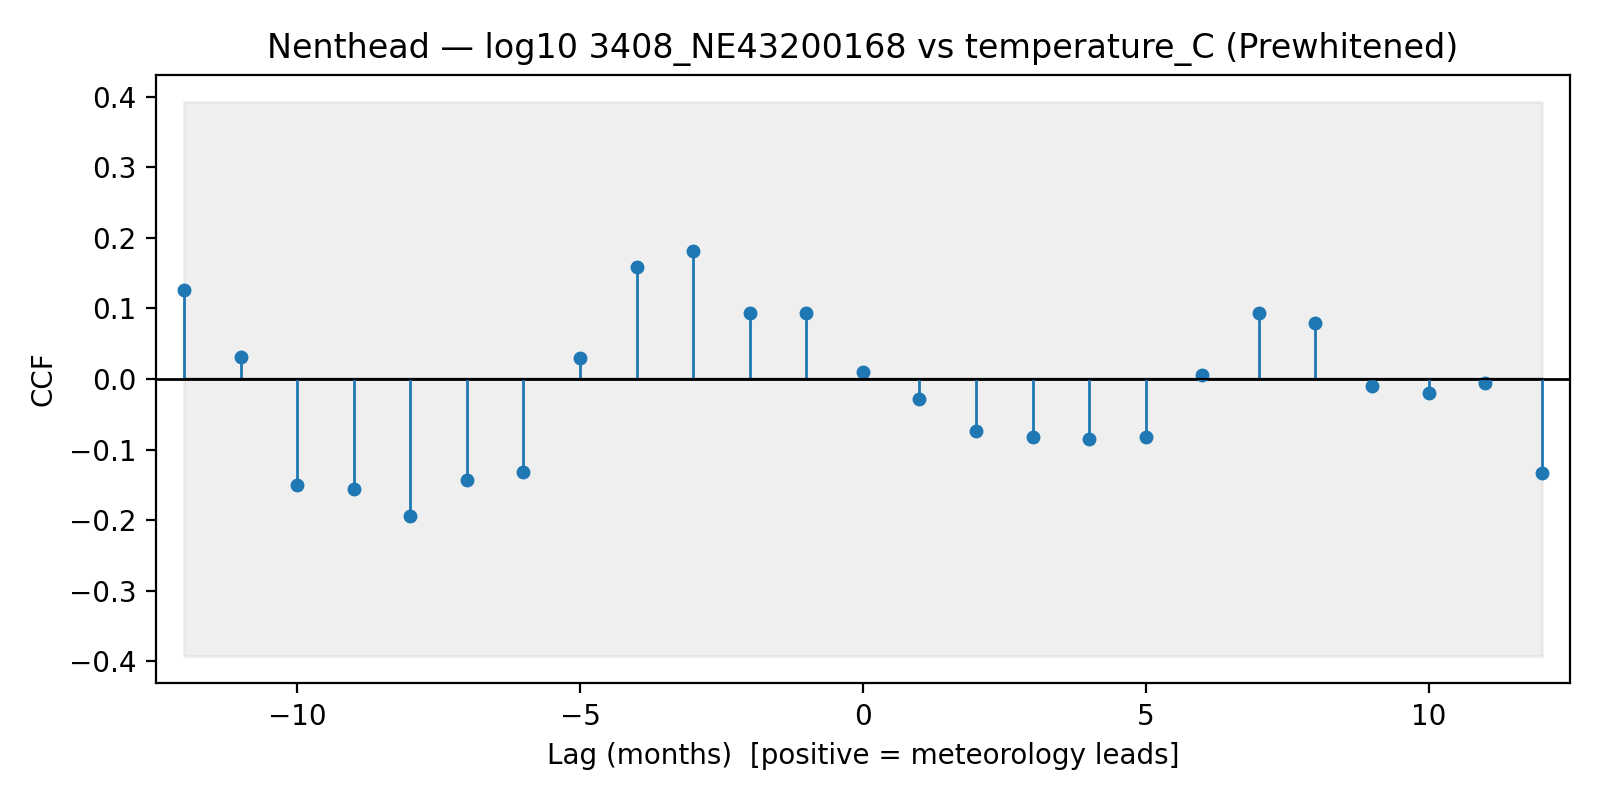 Nenthead — log10 3408_NE43200168 vs temperature_C (Prewhitened)
0.4
0.3
0.2
0.1
0.0
−0.1
−0.2
−0.3
−0.4
CCF
−10 −5 0 5 10
Lag (months)  [positive = meteorology leads]